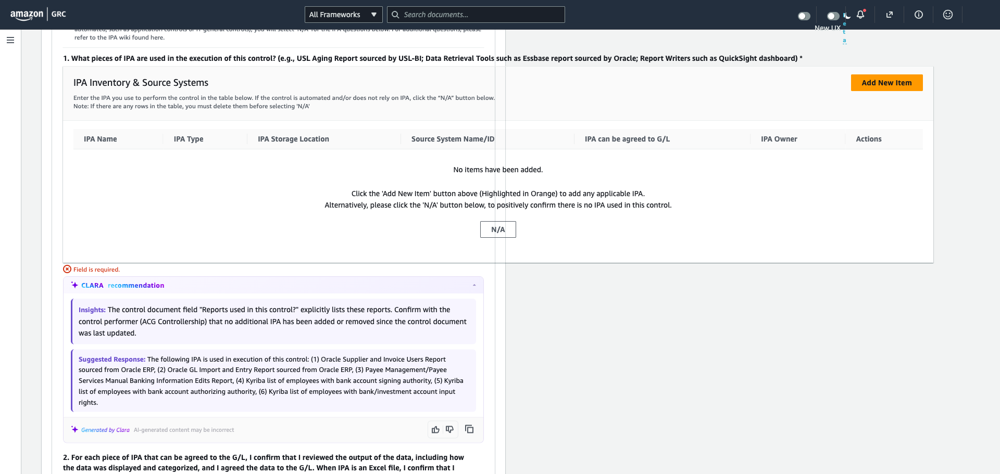 amazon | GRC
All Frameworks
Search documents...
New UX
Beta
automated, such as application controls or IT general controls), you will select 'N/A' for the IPA questions below. For additional questions, please
refer to the IPA wiki found here.
1. What pieces of IPA are used in the execution of this control? (e.g., USL Aging Report sourced by USL-BI; Data Retrieval Tools such as Essbase report sourced by Oracle; Report Writers such as QuickSight dashboard) *
IPA Inventory & Source Systems
Add New Item
Enter the IPA you use to perform the control in the table below. If the control is automated and/or does not rely on IPA, click the “N/A” button below.
Note: If there are any rows in the table, you must delete them before selecting 'N/A'
IPA Name
IPA Type
IPA Storage Location
Source System Name/ID
IPA can be agreed to G/L
IPA Owner
Actions
No items have been added.
Click the 'Add New Item' button above (Highlighted in Orange) to add any applicable IPA.
Alternatively, please click the 'N/A' button below, to positively confirm there is no IPA used in this control.
N/A
Field is required.
CLARA recommendation
Insights: The control document field "Reports used in this control?" explicitly lists these reports. Confirm with the
control performer (ACG Controllership) that no additional IPA has been added or removed since the control document
was last updated.
Suggested Response: The following IPA is used in execution of this control: (1) Oracle Supplier and Invoice Users Report
sourced from Oracle ERP, (2) Oracle GL Import and Entry Report sourced from Oracle ERP, (3) Payee Management/Payee
Services Manual Banking Information Edits Report, (4) Kyriba list of employees with bank account signing authority, (5) Kyriba
list of employees with bank account authorizing authority, (6) Kyriba list of employees with bank/investment account input
rights.
Generated by Clara AI-generated content may be incorrect
2. For each piece of IPA that can be agreed to the G/L, I confirm that I reviewed the output of the data, including how
the data was displayed and categorized, and I agreed the data to the G/L. When IPA is an Excel file, I confirm that I